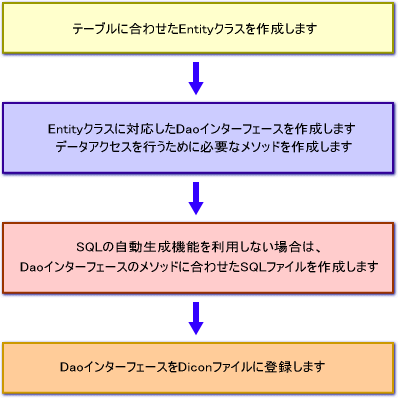 テーブルに合わせたEntityクラスを作成します
Entityクラスに対応したDaoインターフェースを作成します
データアクセスを行うために必要なメソッドを作成します
SQLの自動生成機能を利用しない場合は、
DaoインターフェースのメソッドにあわせたSQLファイルを作成します
DaoインターフェースをDiconファイルに登録します